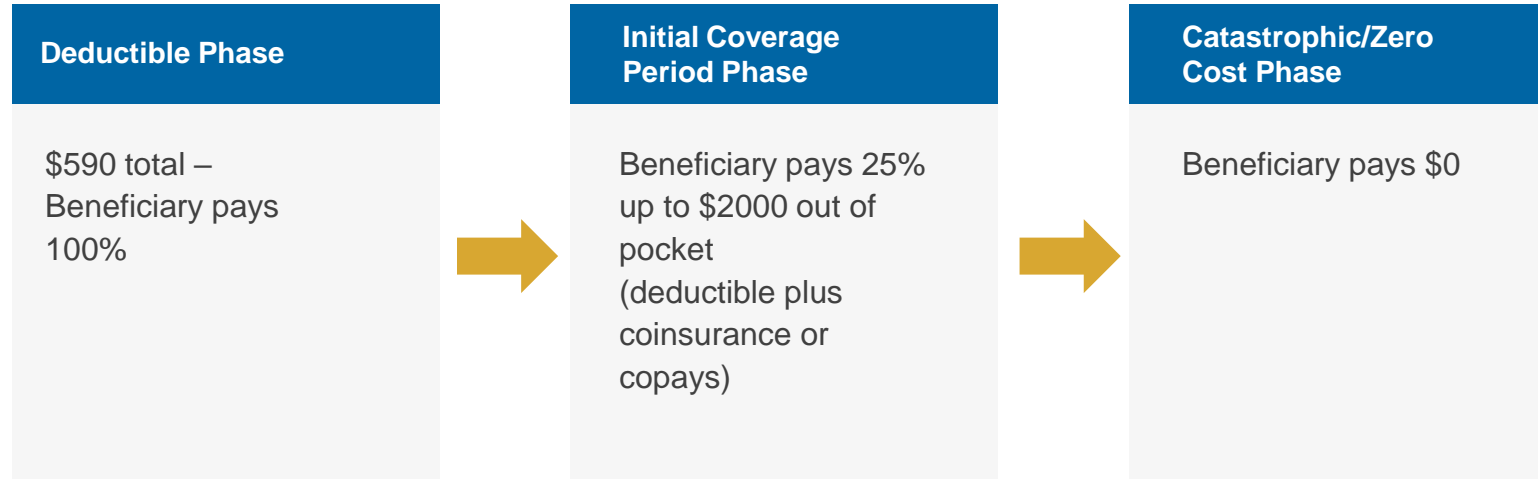 Deductible Phase
$590 total –
Beneficiary pays
100%
Initial Coverage
Period Phase
Beneficiary pays 25%
up to $2000 out of
pocket
(deductible plus
coinsurance or
copays)
Catastrophic/Zero
Cost Phase
Beneficiary pays $0